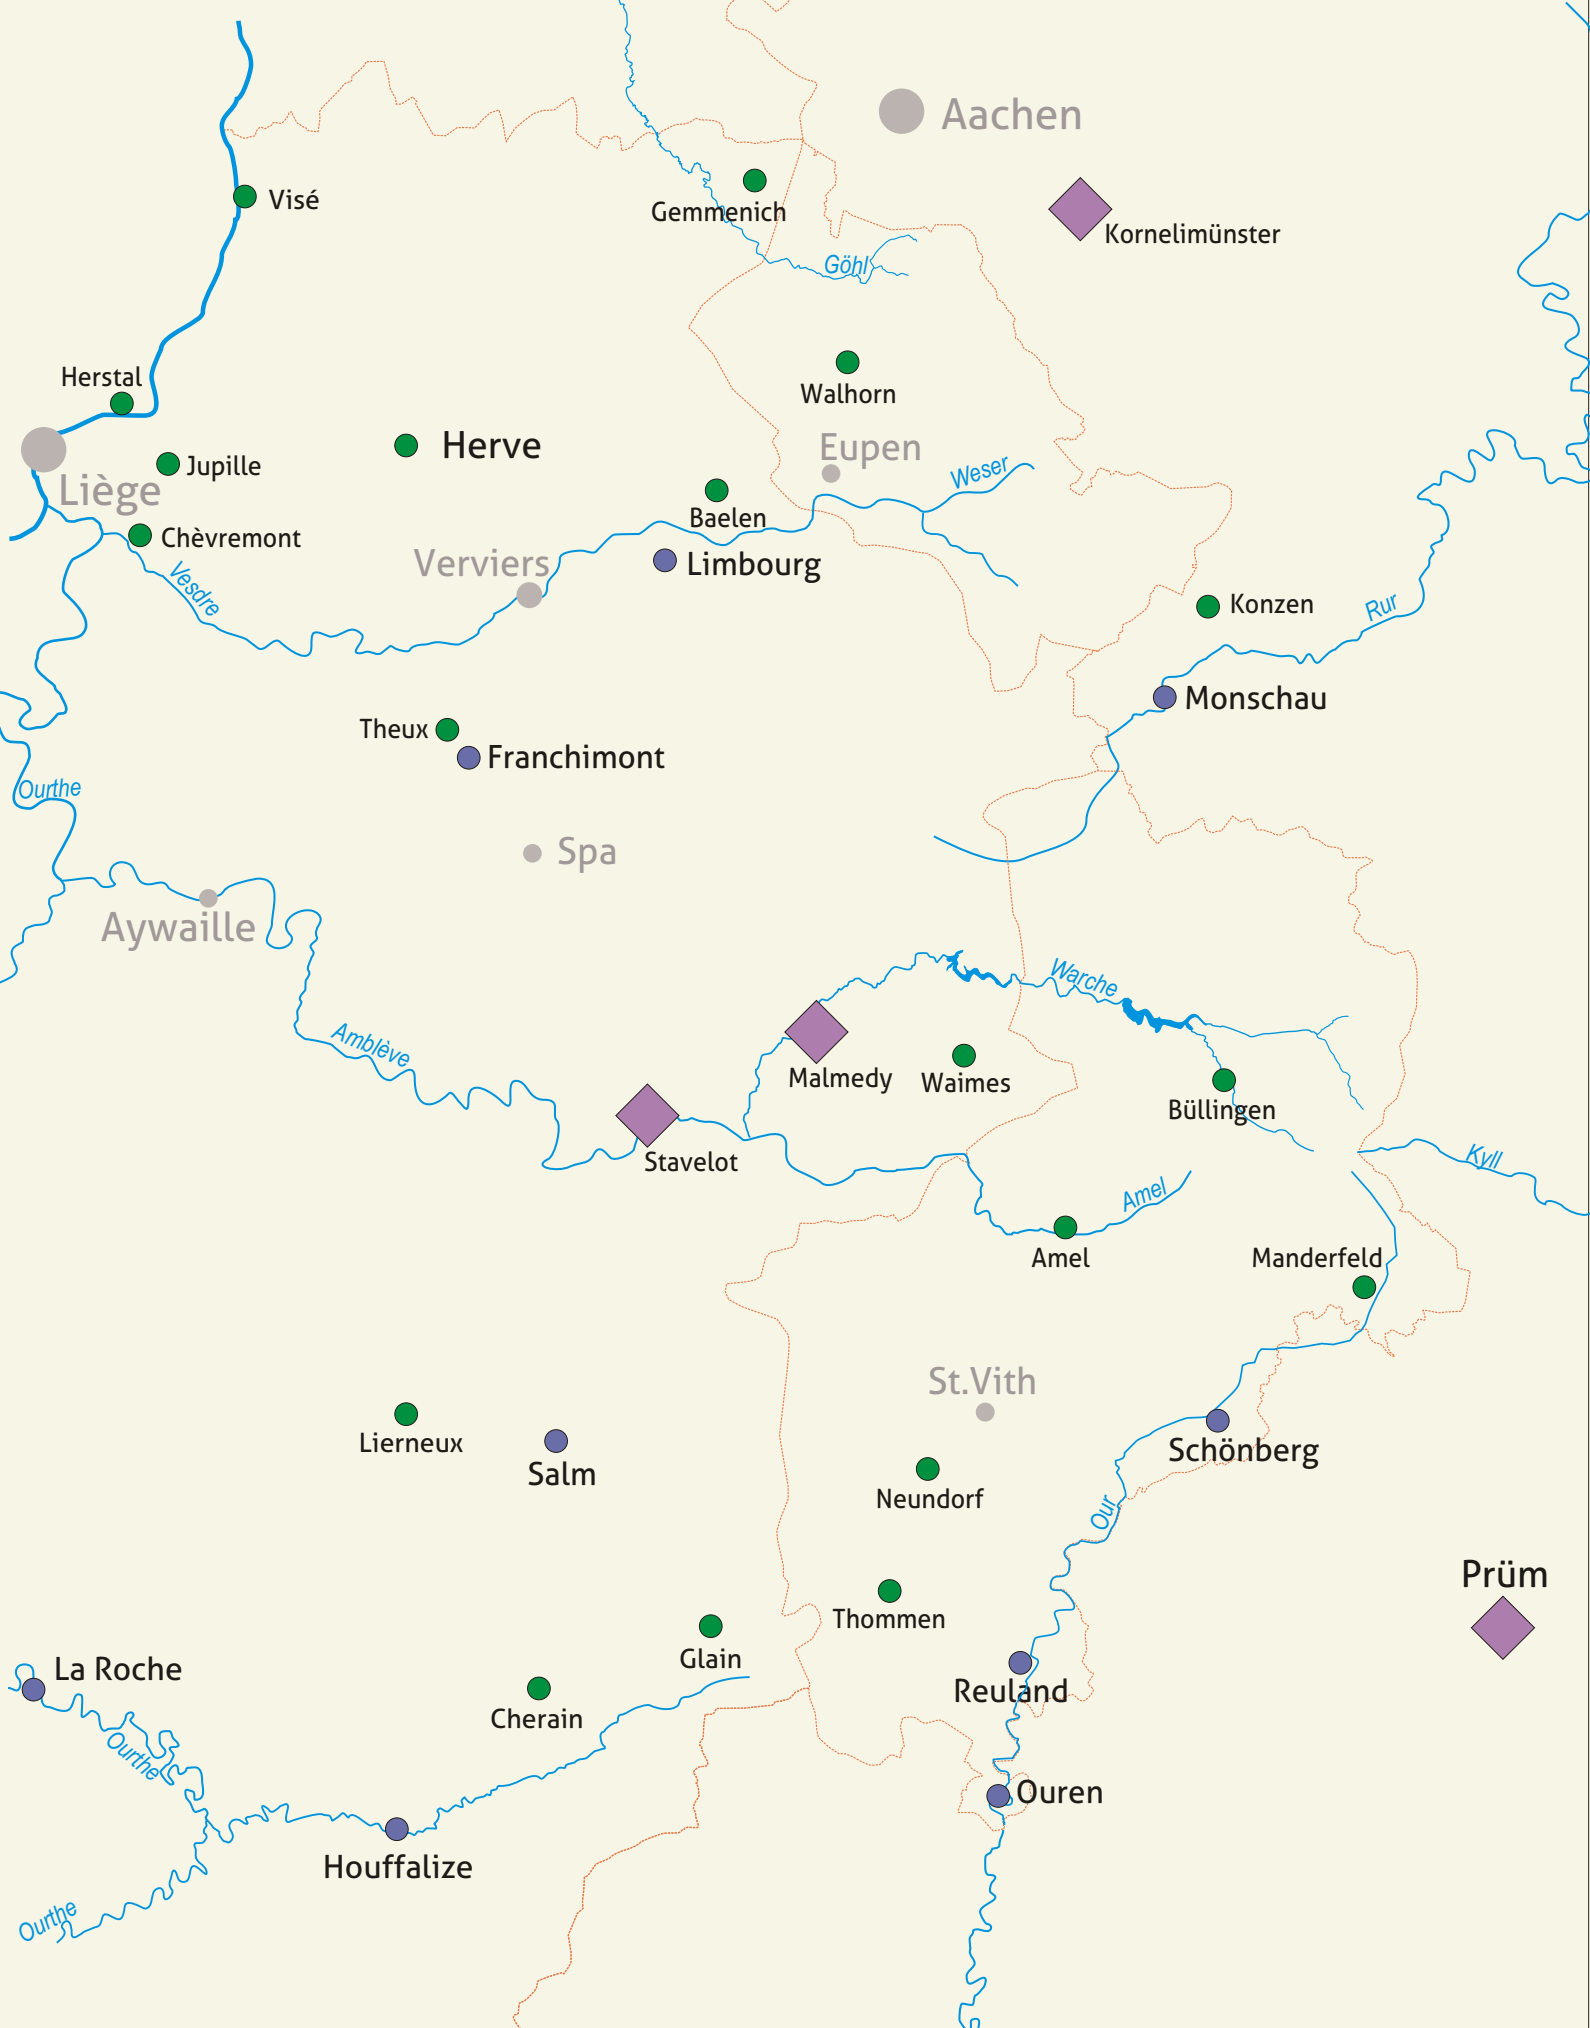 Aachen
Visé
Gemmenich
Kornelimünster
Göhl
Herstal
Walhorn
Herve
Eupen
Jupille
Weser
Liège
Baelen
Chèvremont
Verviers
Limbourg
Vesdre
Konzen
Rur
Monschau
Theux
Franchimont
Ourthe
Spa
Aywaille
Warche
Amblève
Malmedy
Waimes
Büllingen
Stavelot
Kyll
Amel
Amel
Manderfeld
St.Vith
Lierneux
Schönberg
Salm
Neundorf
Our
Prüm
Thommen
Glain
La Roche
Reuland
Cherain
Ourthe
Ouren
Houffalize
Ourthe